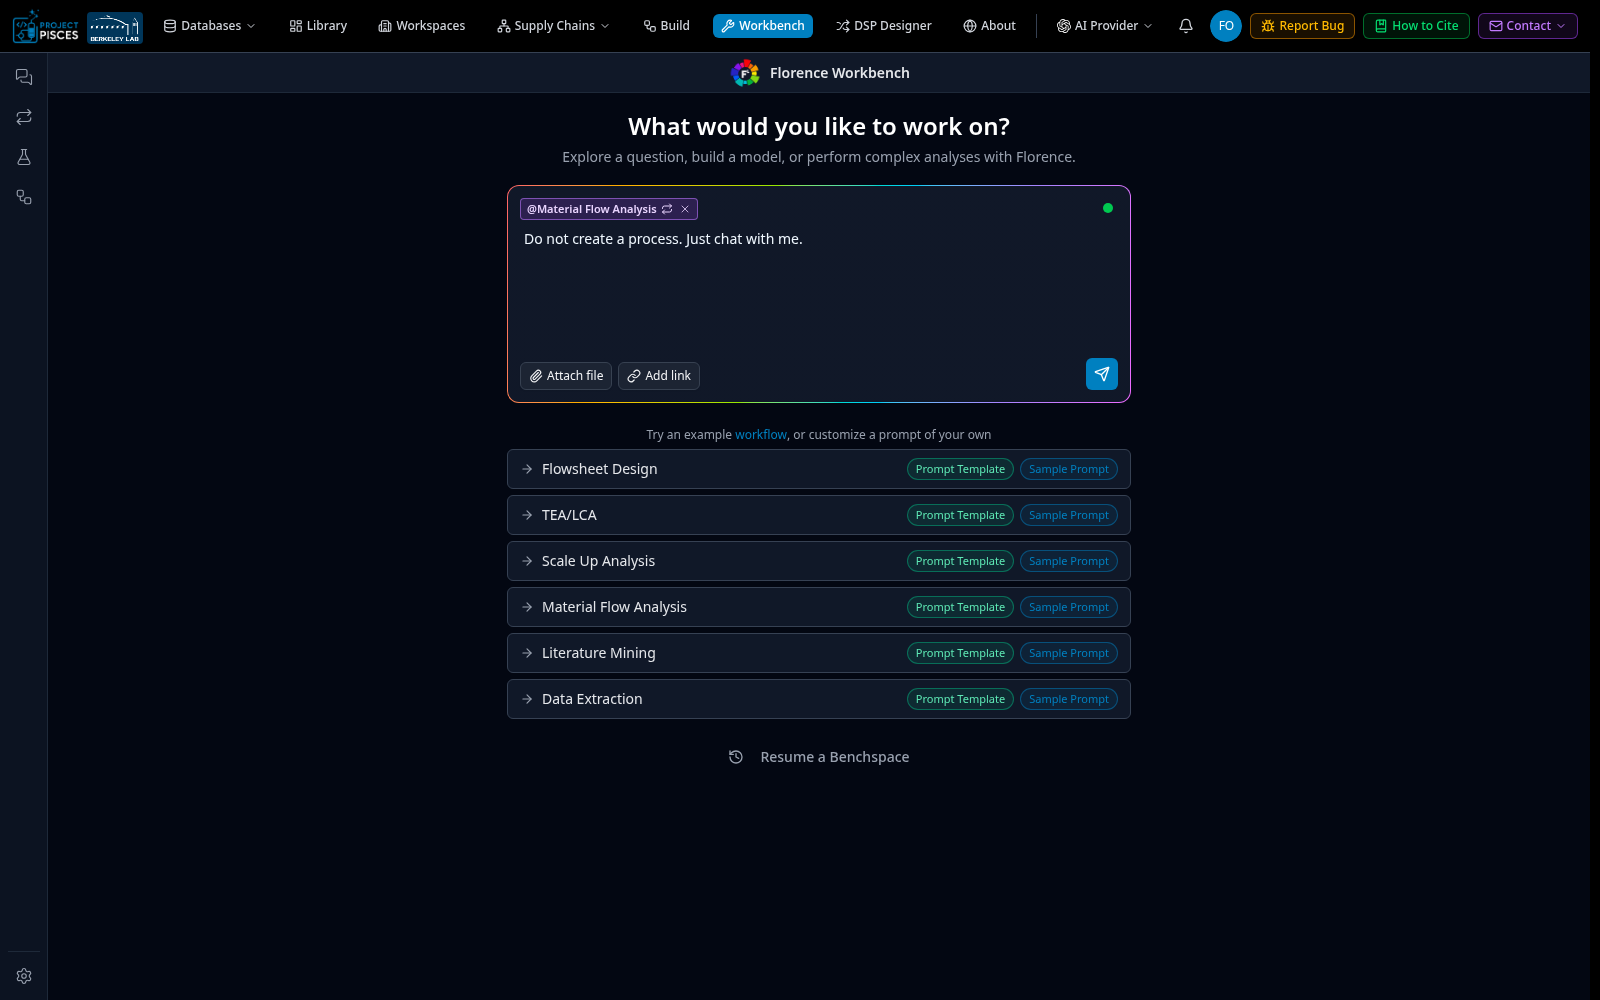 PROJECT
PISCES
BERKELEY LAB
Databases
Library
Workspaces
Supply Chains
Build
Workbench
DSP Designer
About
AI Provider
FO
Report Bug
How to Cite
Contact
Florence Workbench
What would you like to work on?
Explore a question, build a model, or perform complex analyses with Florence.
@Material Flow Analysis
Do not create a process. Just chat with me.
Attach file
Add link
Try an example workflow, or customize a prompt of your own
Flowsheet Design Prompt Template Sample Prompt
TEA/LCA Prompt Template Sample Prompt
Scale Up Analysis Prompt Template Sample Prompt
Material Flow Analysis Prompt Template Sample Prompt
Literature Mining Prompt Template Sample Prompt
Data Extraction Prompt Template Sample Prompt
Resume a Benchspace